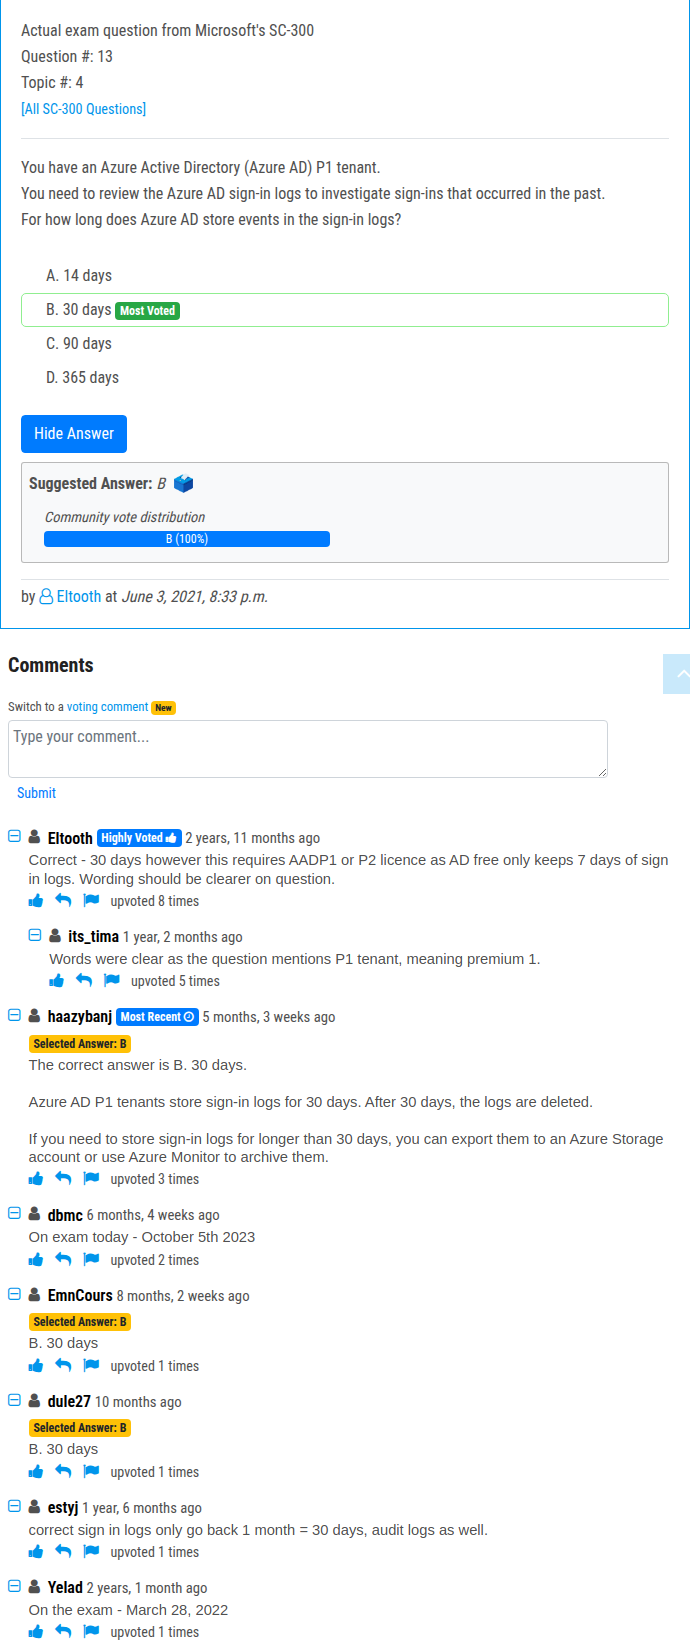 Actual exam question from Microsoft's SC-300
Question #: 13
Topic #: 4
[All SC-300 Questions]
You have an Azure Active Directory (Azure AD) P1 tenant.
You need to review the Azure AD sign-in logs to investigate sign-ins that occurred in the past.
For how long does Azure AD store events in the sign-in logs?
A. 14 days
B. 30 days Most Voted
C. 90 days
D. 365 days
Hide Answer
Suggested Answer: B
Community vote distribution
B (100%)
by Eltooth at June 3, 2021, 8:33 p.m.
Comments
Switch to a voting comment New
Type your comment...
Submit
Eltooth Highly Voted 2 years, 11 months ago
Correct - 30 days however this requires AADP1 or P2 licence as AD free only keeps 7 days of sign
in logs. Wording should be clearer on question.
upvoted 8 times
its_tima 1 year, 2 months ago
Words were clear as the question mentions P1 tenant, meaning premium 1.
upvoted 5 times
haazybanj Most Recent 5 months, 3 weeks ago
Selected Answer: B
The correct answer is B. 30 days.
Azure AD P1 tenants store sign-in logs for 30 days. After 30 days, the logs are deleted.
If you need to store sign-in logs for longer than 30 days, you can export them to an Azure Storage
account or use Azure Monitor to archive them.
upvoted 3 times
dbmc 6 months, 4 weeks ago
On exam today - October 5th 2023
upvoted 2 times
EmnCours 8 months, 2 weeks ago
Selected Answer: B
B. 30 days
upvoted 1 times
dule27 10 months ago
Selected Answer: B
B. 30 days
upvoted 1 times
estyj 1 year, 6 months ago
correct sign in logs only go back 1 month = 30 days, audit logs as well.
upvoted 1 times
Yelad 2 years, 1 month ago
On the exam - March 28, 2022
upvoted 1 times